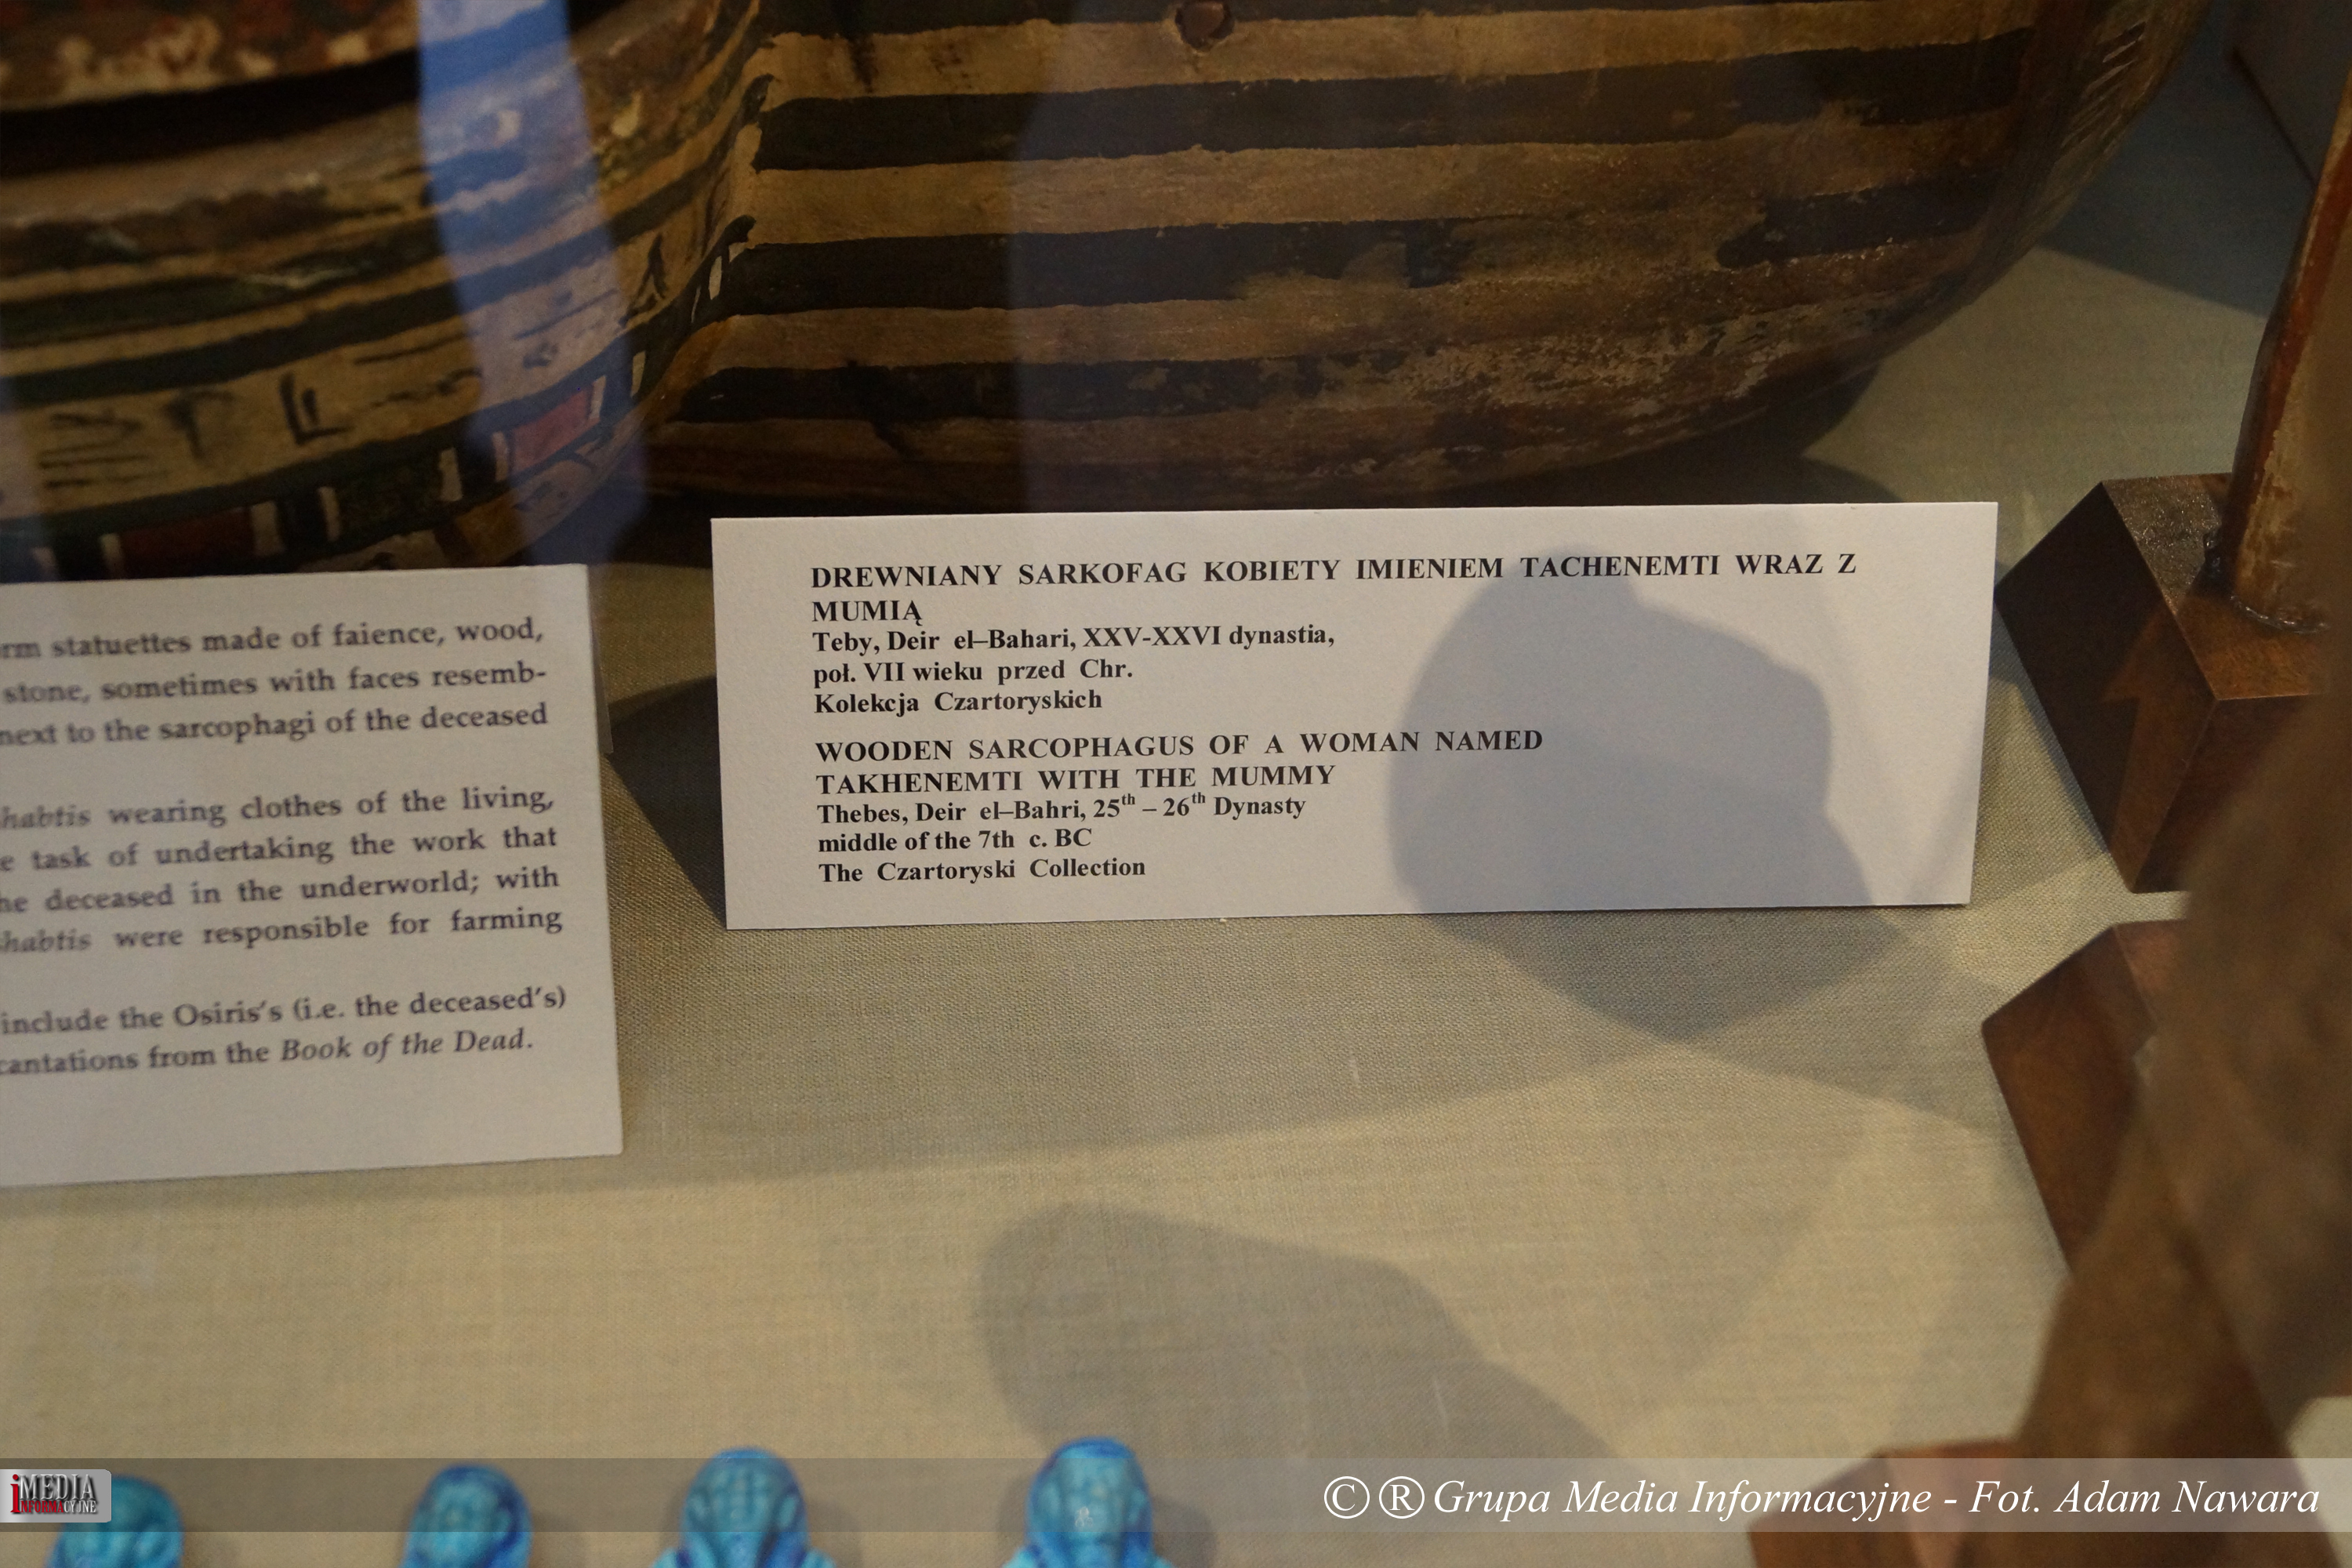 statuettes made of faience, wood,
stone, sometimes with faces resemb-
next to the sarcophagi of the deceased
wearing clothes of the living,
task of undertaking the work that
deceased in the underworld; with
were responsible for farming
include the Osiris's (i.e. the deceased's)
from the Book of the Dead.
DREWNIANY SARKOFAG KOBIETY IMIENIEM TACHENEMTI WRAZ Z
MUMIĄ
Teby, Deir el–Bahari, XXV-XXVI dynastia,
poł. VII wieku przed Chr.
Kolekcja Czartoryskich
WOODEN SARCOPHAGUS OF A WOMAN NAMED
TAKHENEMTI WITH THE MUMMY
Thebes, Deir el–Bahri, 25th – 26th Dynasty
middle of the 7th c. BC
The Czartoryski Collection
iMEDIA
INFORMACYJNE
© ® Grupa Media Informacyjne - Fot. Adam Nawara